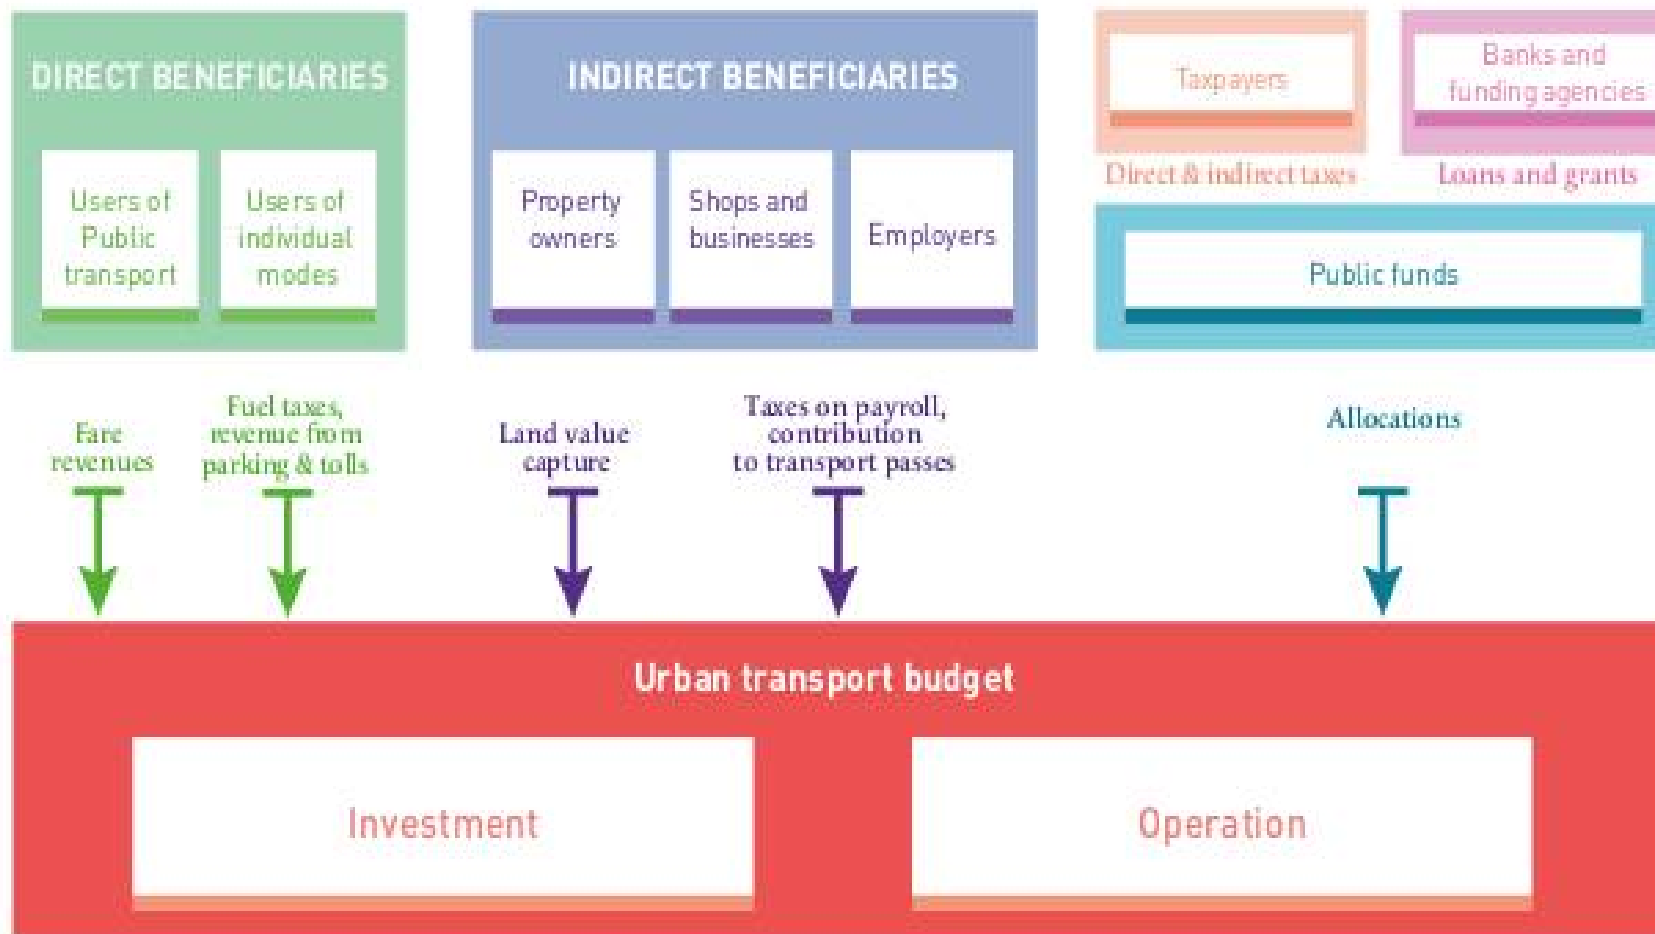 DIRECT BENEFICIARIES
Users of
Public
transport
Users of
individual
modes
INDIRECT BENEFICIARIES
Property
owners
Shops and
businesses
Employers
Taxpayers
Direct & indirect taxes
Banks and
funding agencies
Loans and grants
Public funds
Fare
revenues
Fuel taxes,
revenue from
parking & tolls
Land value
capture
Taxes on payroll,
contribution
to transport passes
Allocations
Urban transport budget
Investment
Operation